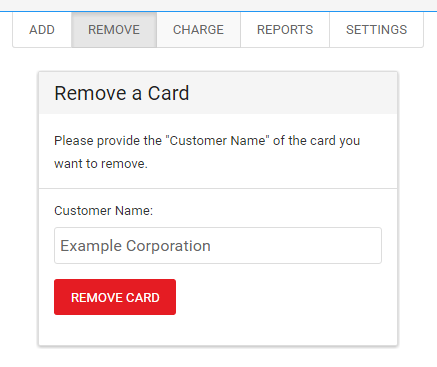 ADD REMOVE CHARGE REPORTS SETTINGS
Remove a Card
Please provide the "Customer Name" of the card you
want to remove.
Customer Name:
Example Corporation
REMOVE CARD